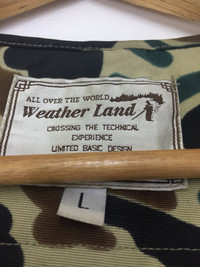 ALL OVER THE WORLD
Weather Land
CROSSING THE TECHNICAL
EXPERIENCE
LIMITED BASIC DESIGN
L